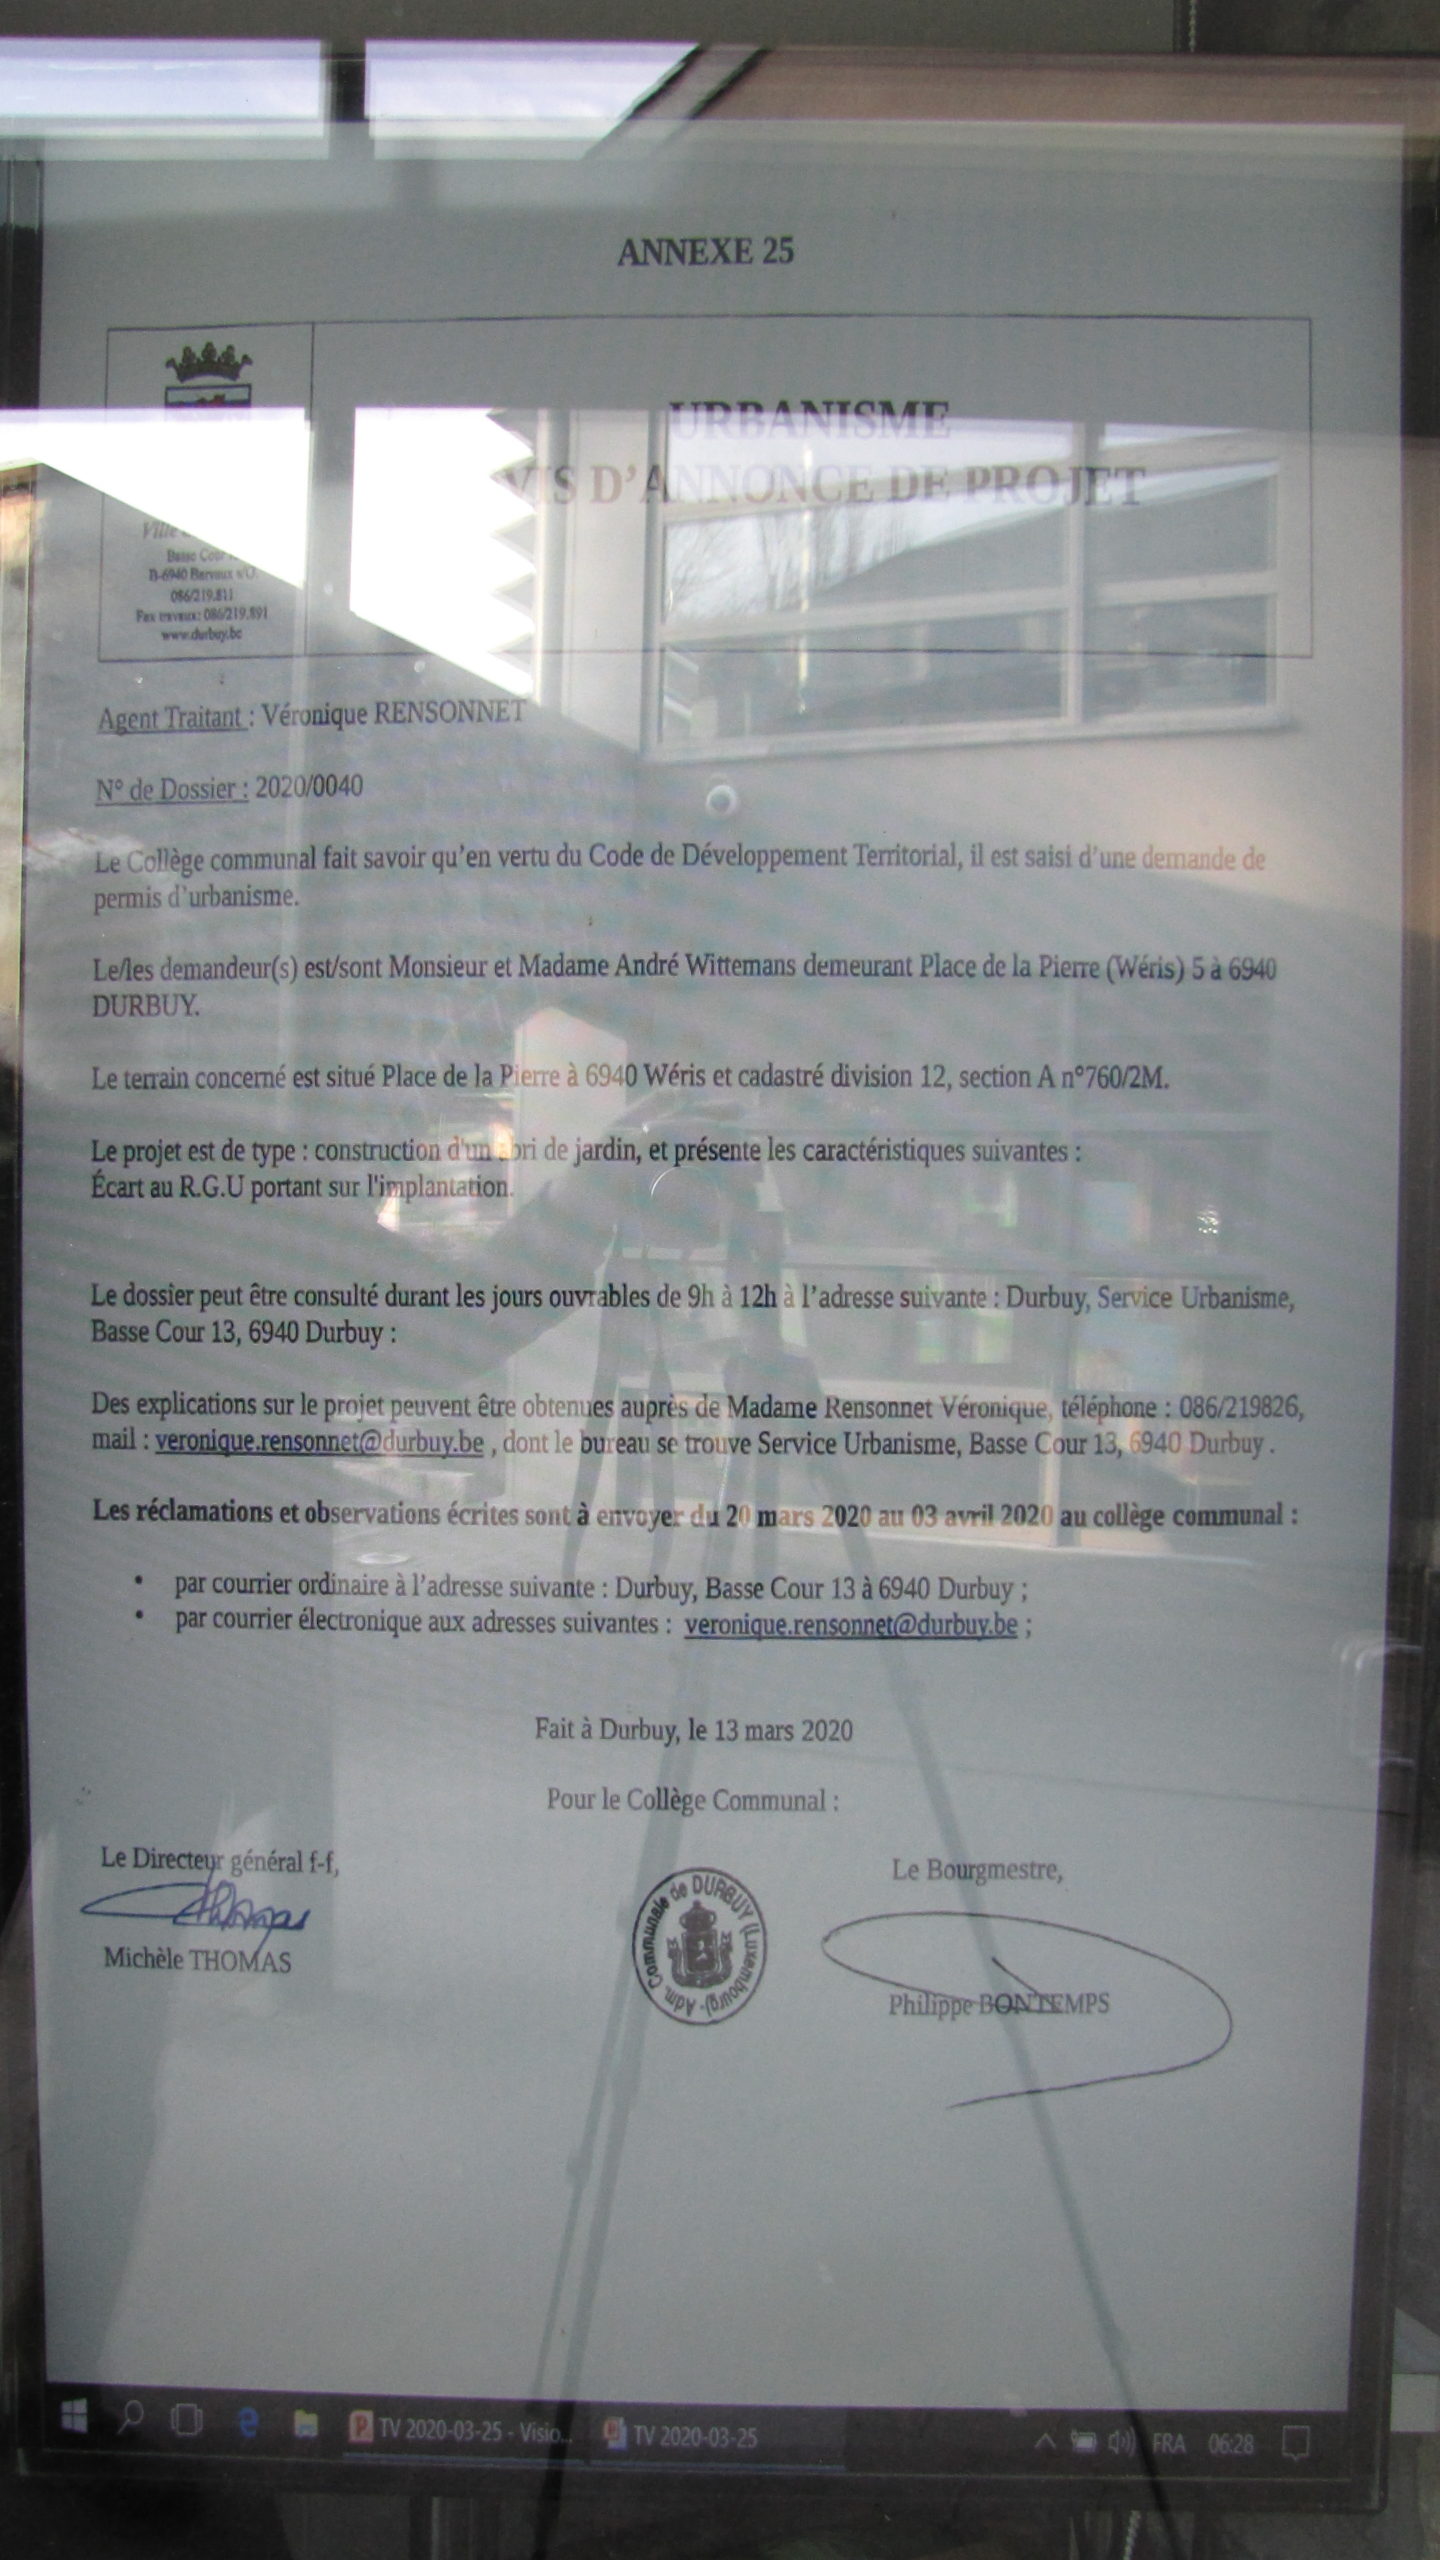 ANNEXE 25
URBANISME
VIS D'ANNONCE DE PROJET
Ville
Basse Cour
B-6940 Barvaux s/O.
086/219.811
Fax travaux: 086/219.891
www.durbuy.be
Agent Traitant : Véronique RENSONNET
N° de Dossier : 2020/0040
Le Collège communal fait savoir qu'en vertu du Code de Développement Territorial, il est saisi d'une demande de
permis d'urbanisme.
Le/les demandeur(s) est/sont Monsieur et Madame André Wittemans demeurant Place de la Pierre (Wéris) 5 à 6940
DURBUY.
Le terrain concerné est situé Place de la Pierre à 6940 Wéris et cadastré division 12, section A n°760/2M.
Le projet est de type : construction d'un abri de jardin, et présente les caractéristiques suivantes :
Écart au R.G.U portant sur l'implantation.
Le dossier peut être consulté durant les jours ouvrables de 9h à 12h à l'adresse suivante : Durbuy, Service Urbanisme,
Basse Cour 13, 6940 Durbuy :
Des explications sur le projet peuvent être obtenues auprès de Madame Rensonnet Véronique, téléphone : 086/219826,
mail : veronique.rensonnet@durbuy.be , dont le bureau se trouve Service Urbanisme, Basse Cour 13, 6940 Durbuy .
Les réclamations et observations écrites sont à envoyer du 20 mars 2020 au 03 avril 2020 au collège communal :
• par courrier ordinaire à l'adresse suivante : Durbuy, Basse Cour 13 à 6940 Durbuy ;
• par courrier électronique aux adresses suivantes : veronique.rensonnet@durbuy.be ;
Fait à Durbuy, le 13 mars 2020
Pour le Collège Communal :
Le Directeur général f-f,
Le Bourgmestre,
Thomas
Adm. Communale de DURBUY (Luxembourg)
Michèle THOMAS
Philippe BONTEMPS
TV 2020-03-25 - Visio...
TV 2020-03-25
FRA
06:28